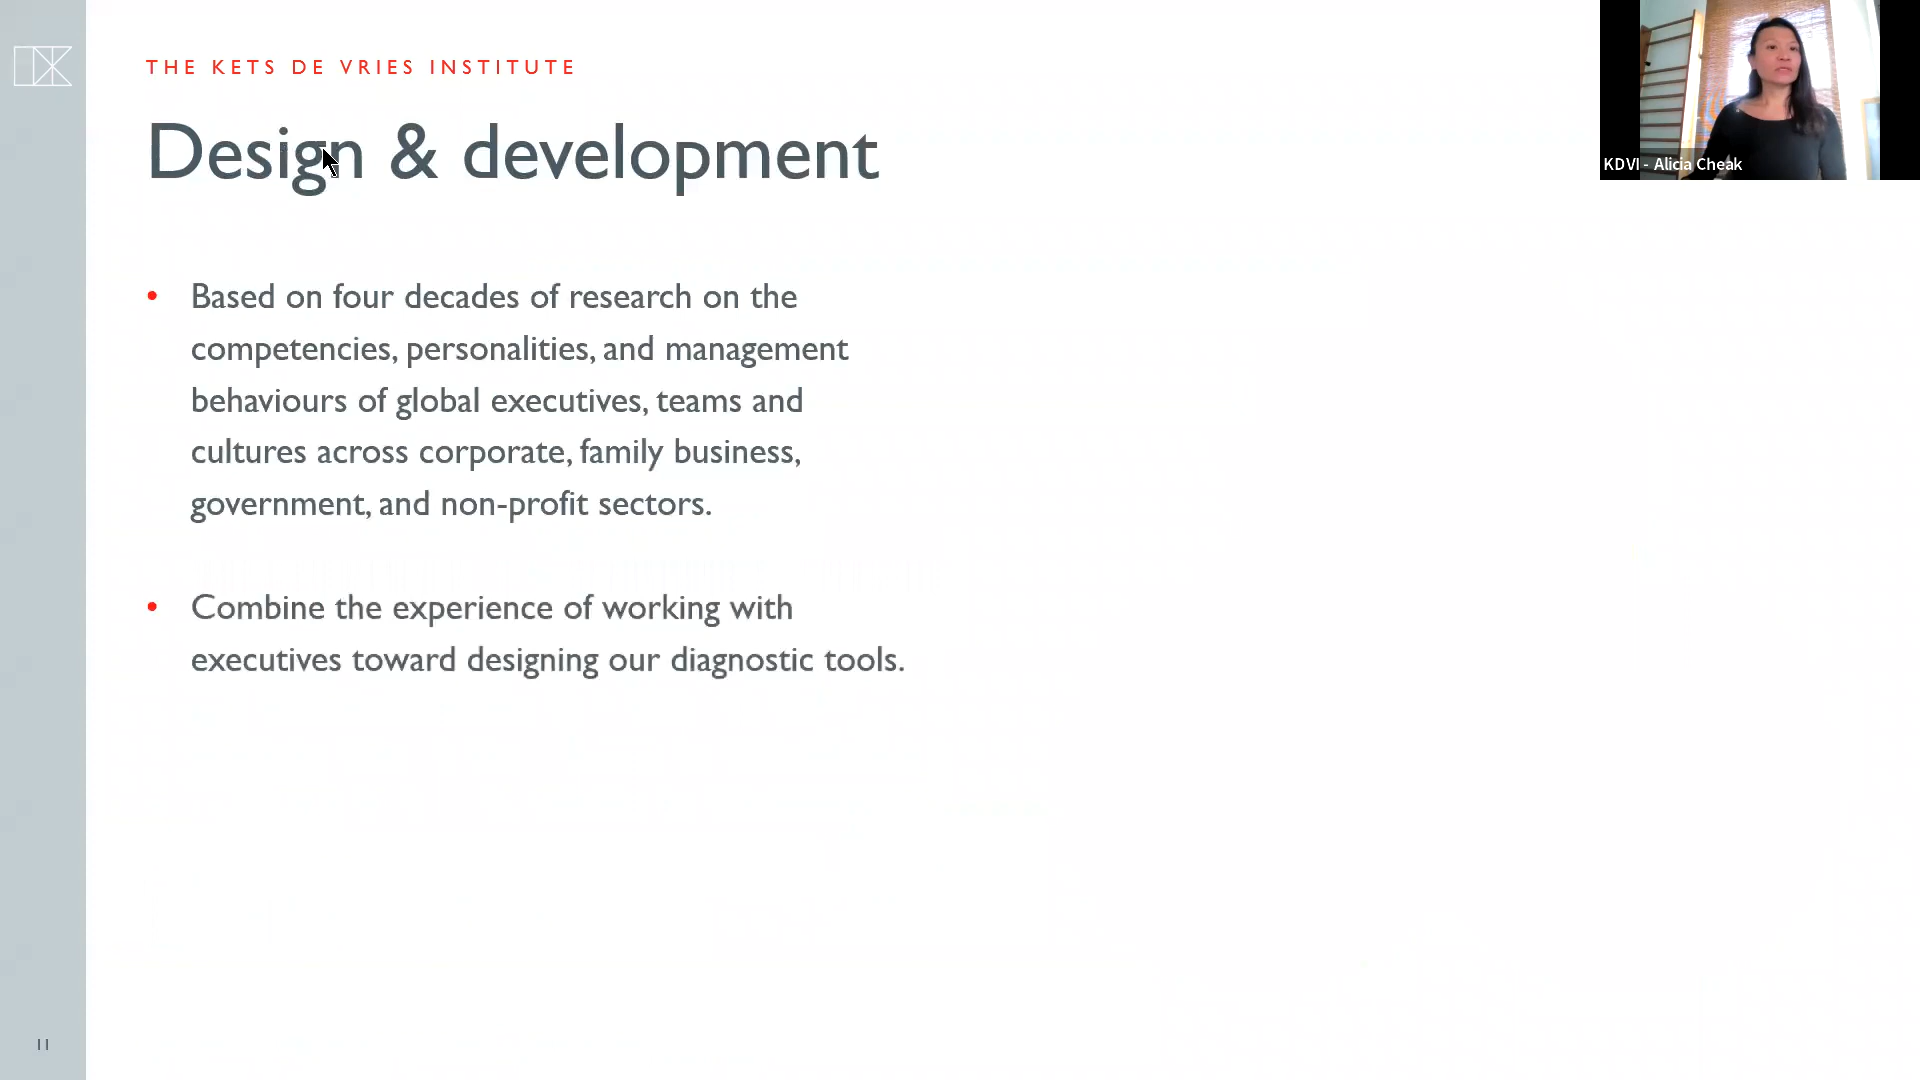 THE KETS DE VRIES INSTITUTE
Design & development
• Based on four decades of research on the
competencies, personalities, and management
behaviours of global executives, teams and
cultures across corporate, family business,
government, and non-profit sectors.
• Combine the experience of working with
executives toward designing our diagnostic tools.
KDVI - Alicia Cheak
11